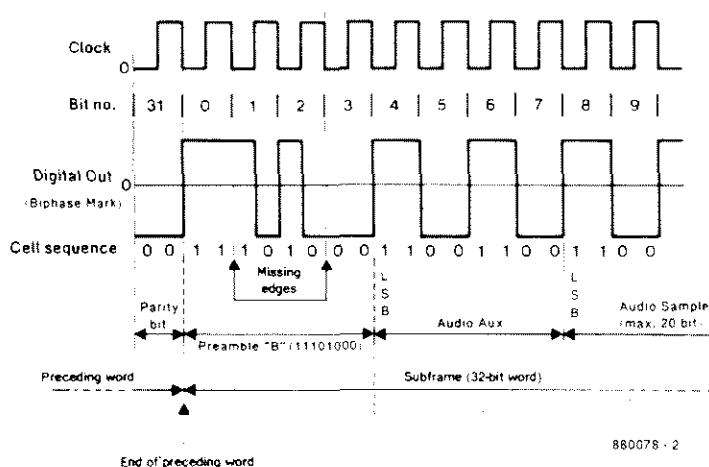 Clock
0
Bit no. | 31 | 0 | 1 | 2 | 3 | 4 | 5 | 6 | 7 | 8 | 9 |
Digital Out
0
(Biphase Mark)
Cell sequence 0 0 1 1 1 0 1 0 0 0 1 1 0 0 1 1 0 0 1 1 0 0
Missing
edges
LSB
LSB
Parity
bit
Audio Aux
Audio Sample
(max. 20 bit)
Preamble "B" (11101000)
Preceding word
Subframe (32-bit word)
880078 - 2
End of preceding word